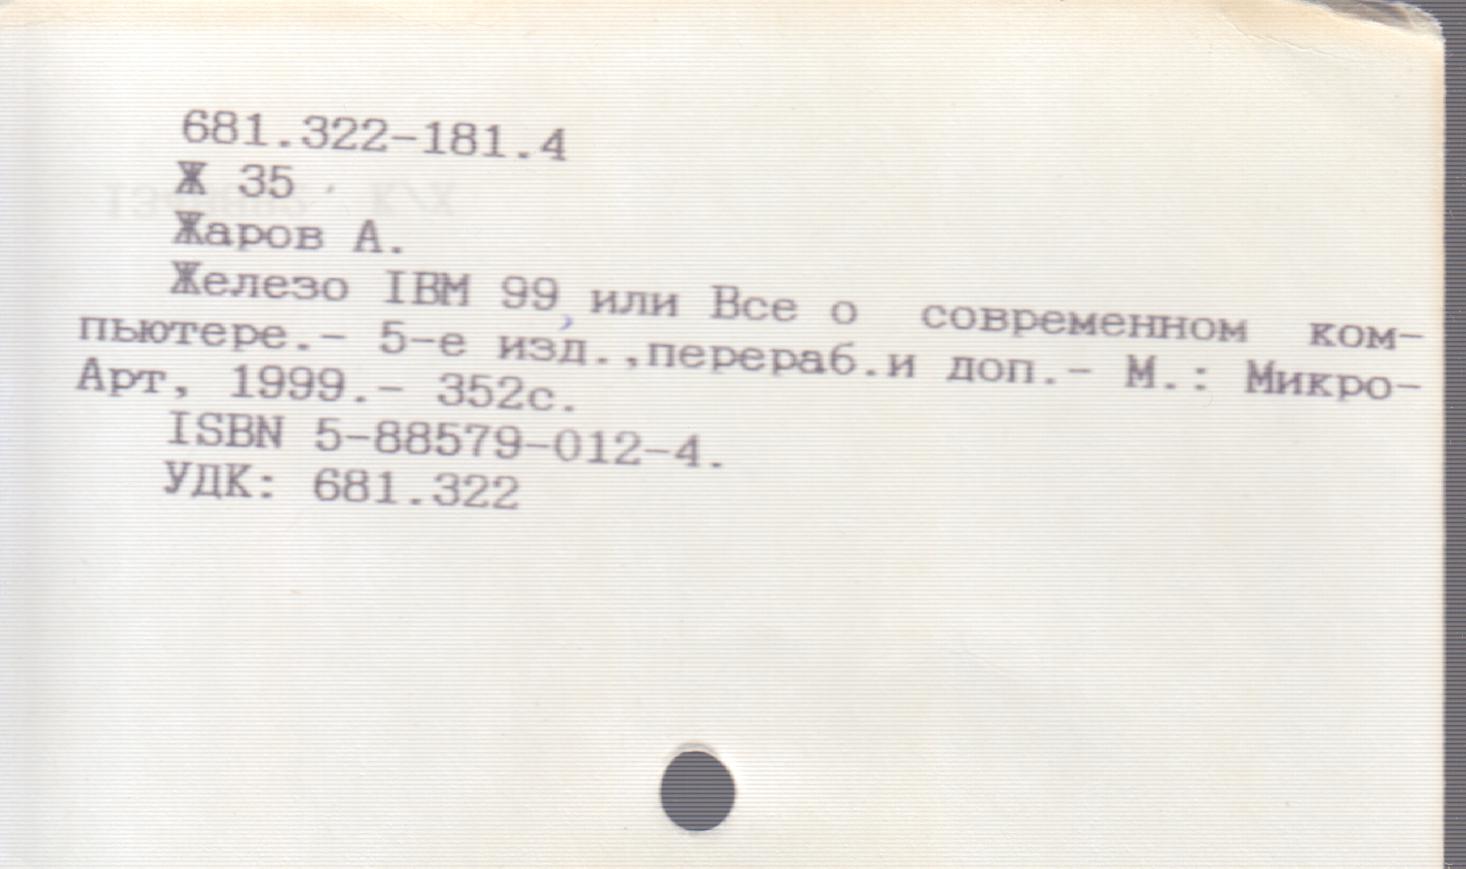 681.322-181.4
Ж 35
Жаров А.
Железо IBM 99, или Все о современном ком-
пьютере.- 5-е изд.,перераб.и доп.- М.: Микро-
Арт, 1999.- 352с.
ISBN 5-88579-012-4.
УДК: 681.322